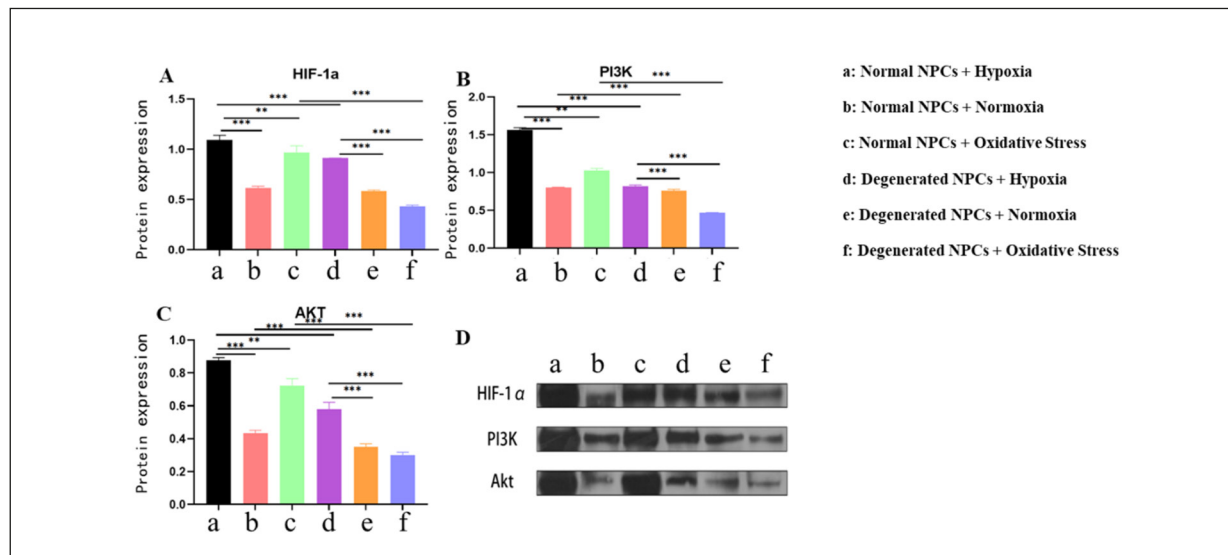 A
HIF-1a
***
***
**
***
***
***
Protein expression
1.5
1.0
0.5
0.0
a b c d e f
B
PI3K
***
***
***
**
***
***
***
Protein expression
2.0
1.5
1.0
0.5
0.0
a b c d e f
a: Normal NPCs + Hypoxia
b: Normal NPCs + Normoxia
c: Normal NPCs + Oxidative Stress
d: Degenerated NPCs + Hypoxia
e: Degenerated NPCs + Normoxia
f: Degenerated NPCs + Oxidative Stress
C
AKT
***
***
***
**
***
***
***
Protein expression
1.0
0.8
0.6
0.4
0.2
0.0
a b c d e f
D
a b c d e f
HIF-1α
PI3K
Akt